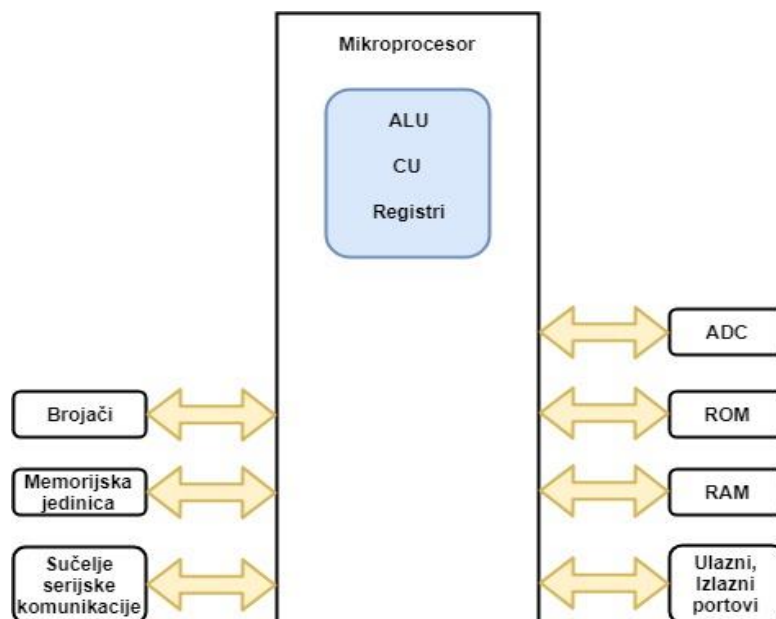 Mikroprocesor
ALU
CU
Registri
ADC
Brojači
ROM
Memorijska
jedinica
RAM
Sučelje
serijske
komunikacije
Ulazni,
Izlazni
portovi